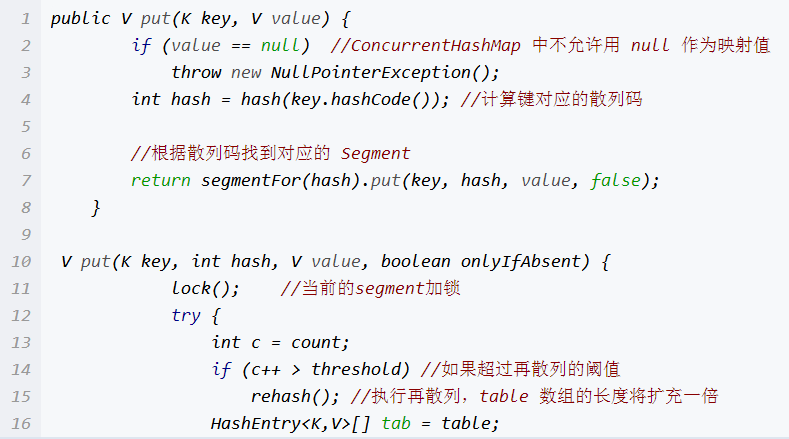 1 public V put(K key, V value) {
2 if (value == null) //ConcurrentHashMap 中不允许用 null 作为映射值
3 throw new NullPointerException();
4 int hash = hash(key.hashCode()); //计算键对应的散列码
5
6 //根据散列码找到对应的 Segment
7 return segmentFor(hash).put(key, hash, value, false);
8 }
9
10 V put(K key, int hash, V value, boolean onlyIfAbsent) {
11 lock(); //当前的segment加锁
12 try {
13 int c = count;
14 if (c++ > threshold) //如果超过再散列的阈值
15 rehash(); //执行再散列，table 数组的长度将扩充一倍
16 HashEntry<K,V>[] tab = table;